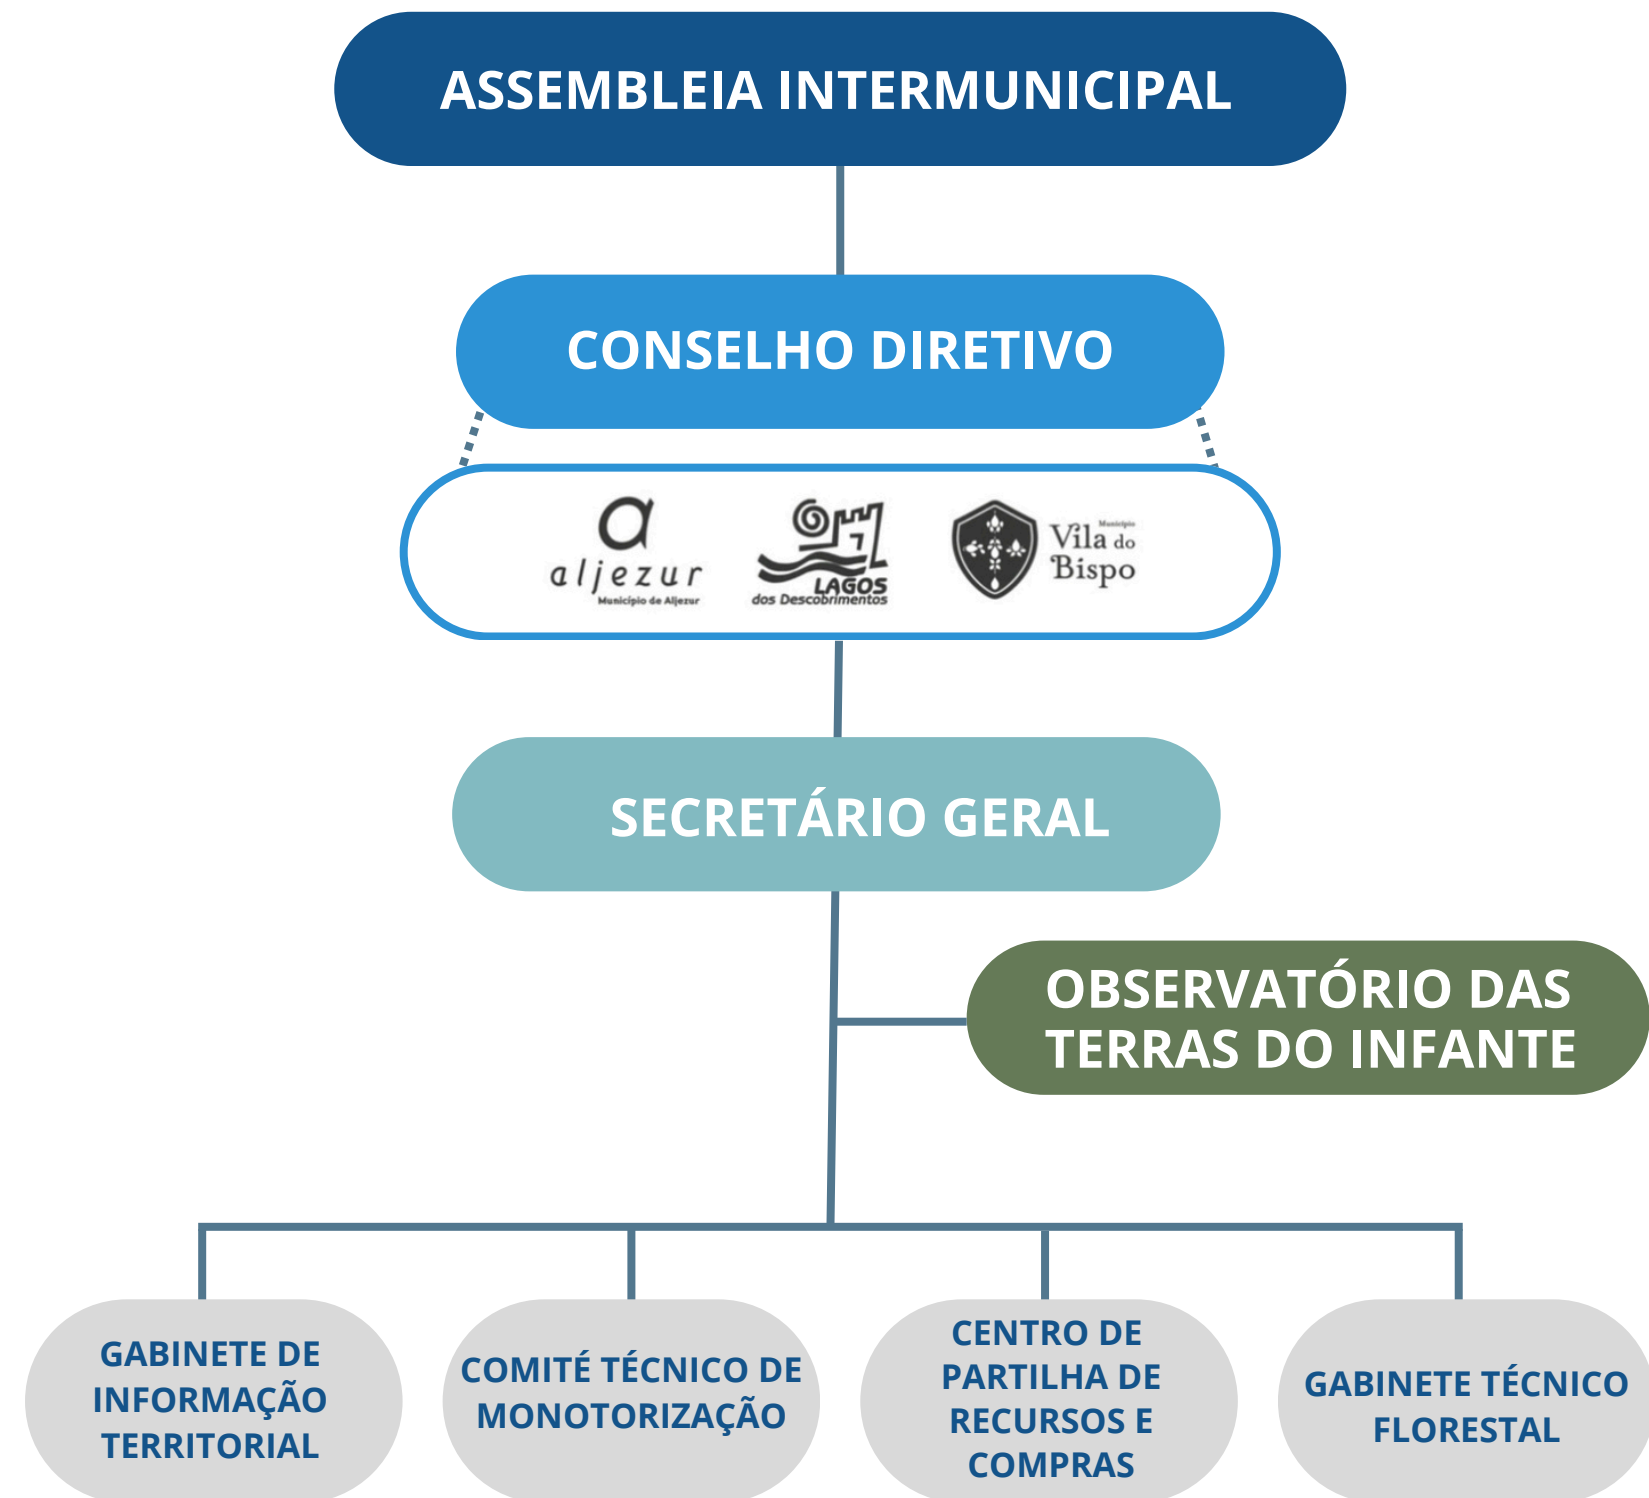 ASSEMBLEIA INTERMUNICIPAL
CONSELHO DIRETIVO
a
aljezur
Município de Aljezur
LAGOS
dos Descobrimentos
Município
Vila do
Bispo
SECRETÁRIO GERAL
OBSERVATÓRIO DAS
TERRAS DO INFANTE
GABINETE DE
INFORMAÇÃO
TERRITORIAL
COMITÉ TÉCNICO DE
MONOTORIZAÇÃO
CENTRO DE
PARTILHA DE
RECURSOS E
COMPRAS
GABINETE TÉCNICO
FLORESTAL